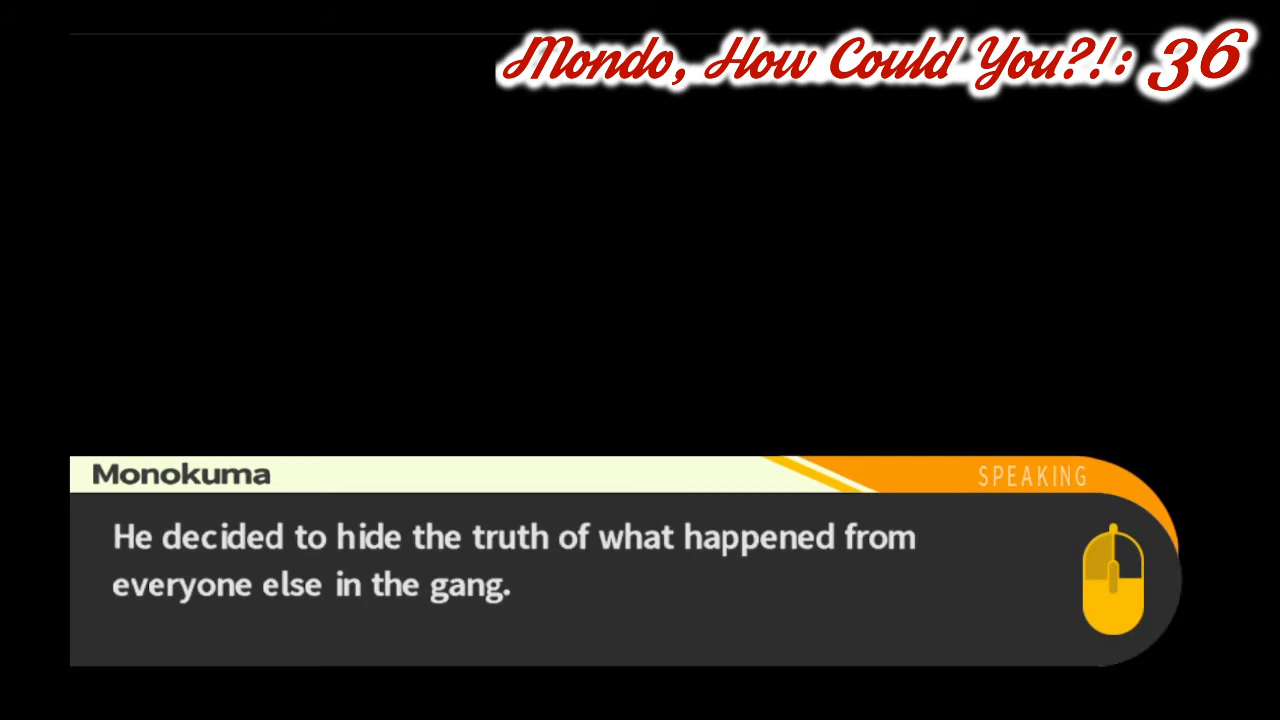 Mondo, How Could You?!: 36
Monokuma
SPEAKING
He decided to hide the truth of what happened from
everyone else in the gang.